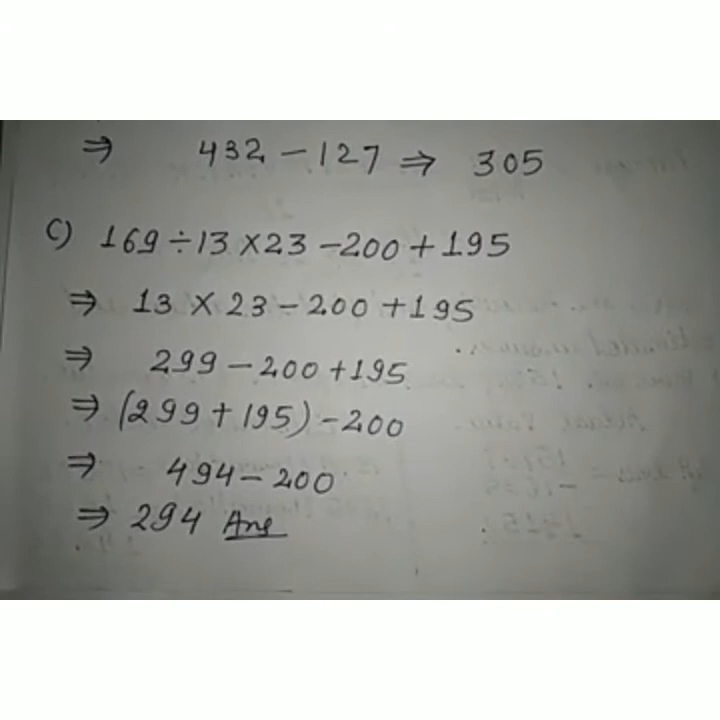 ⇒ 432 - 127 ⇒ 305
C) 169 ÷ 13 × 23 - 200 + 195
⇒ 13 × 23 - 200 + 195
⇒ 299 - 200 + 195
⇒ (299 + 195) - 200
⇒ 494 - 200
⇒ 294 Ans